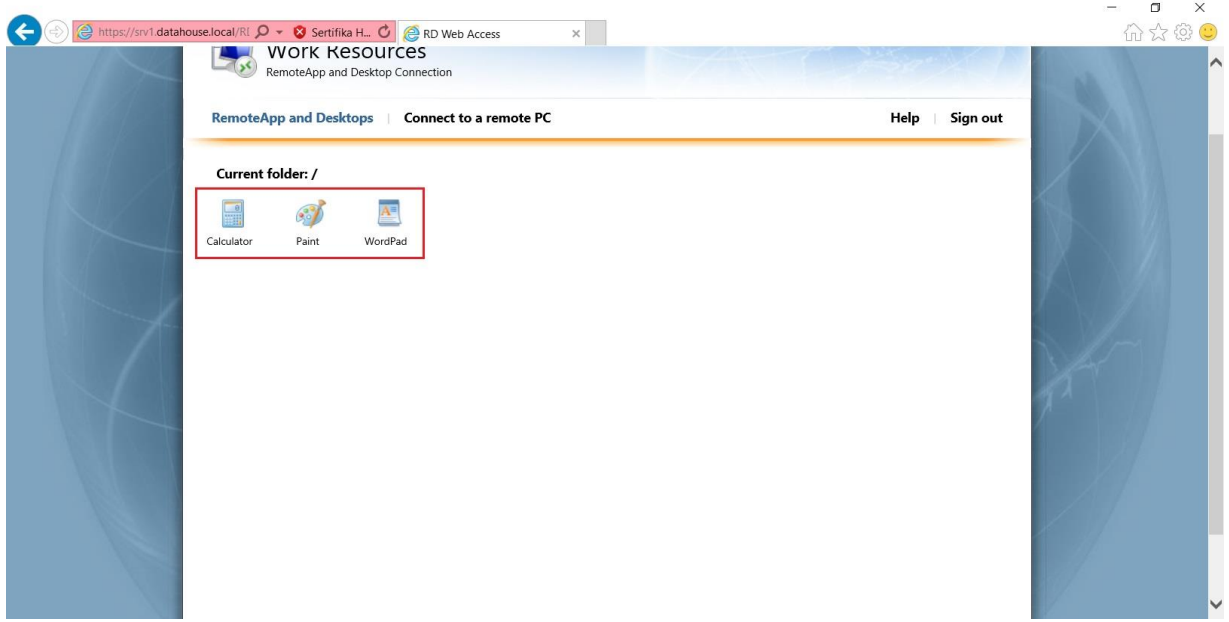 https://srv1.datahouse.local/R Sertifika H... RD Web Access
Work Resources
RemoteApp and Desktop Connection
RemoteApp and Desktops | Connect to a remote PC Help | Sign out
Current folder: /
Calculator Paint WordPad